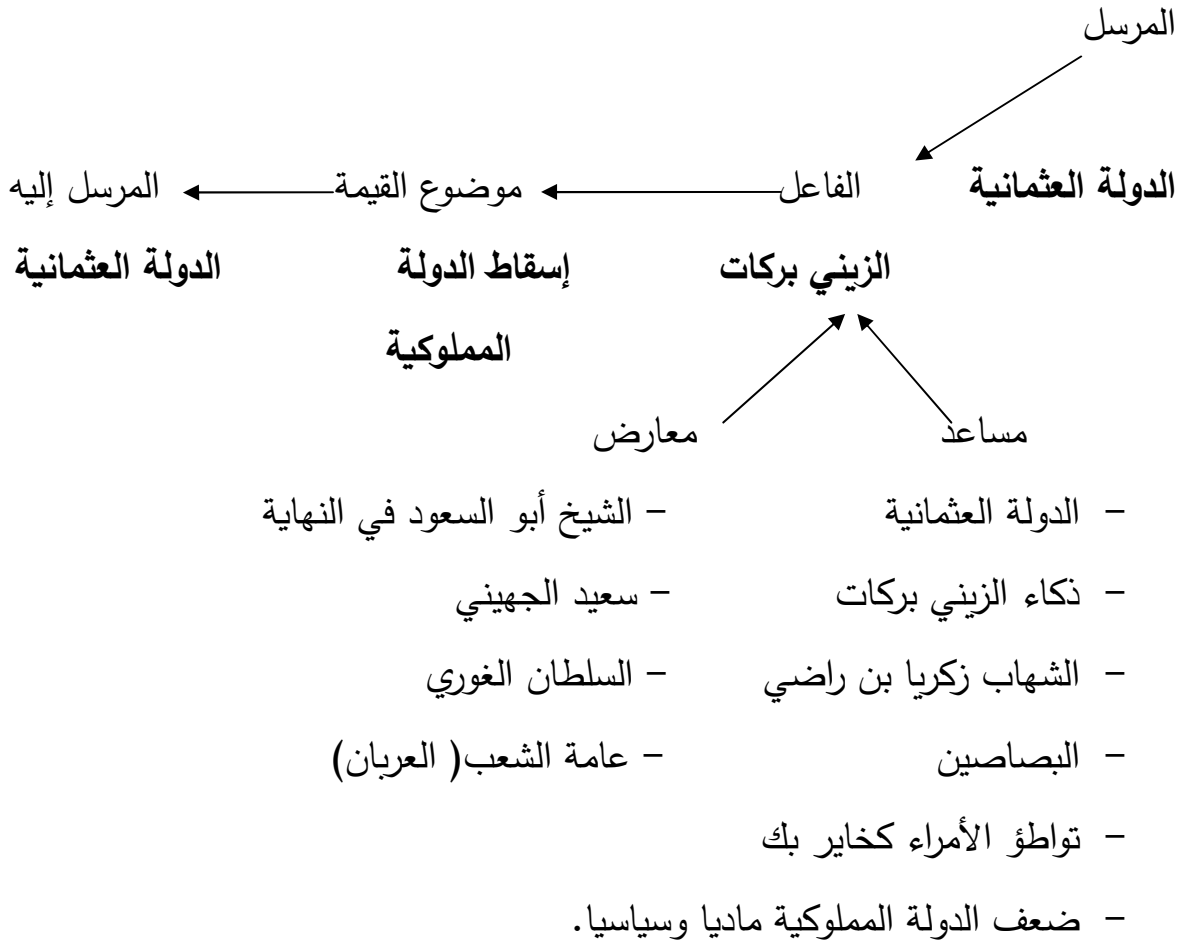 المرسل
الدولة العثمانية الفاعل موضوع القيمة المرسل إليه
الزيني بركات إسقاط الدولة الدولة العثمانية
المملوكية
مساعد معارض
– الدولة العثمانية – الشيخ أبو السعود في النهاية
– ذكاء الزيني بركات – سعيد الجهيني
– الشهاب زكريا بن راضي – السلطان الغوري
– البصاصين – عامة الشعب( العربان)
– تواطؤ الأمراء كخاير بك
– ضعف الدولة المملوكية ماديا وسياسيا.